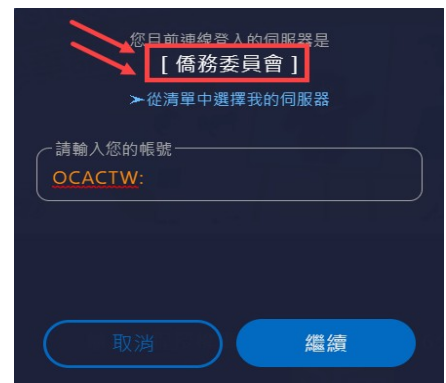 您目前連線登入的伺服器是
[ 僑務委員會 ]
➢從清單中選擇我的伺服器
請輸入您的帳號
OCACTW:
取消
繼續